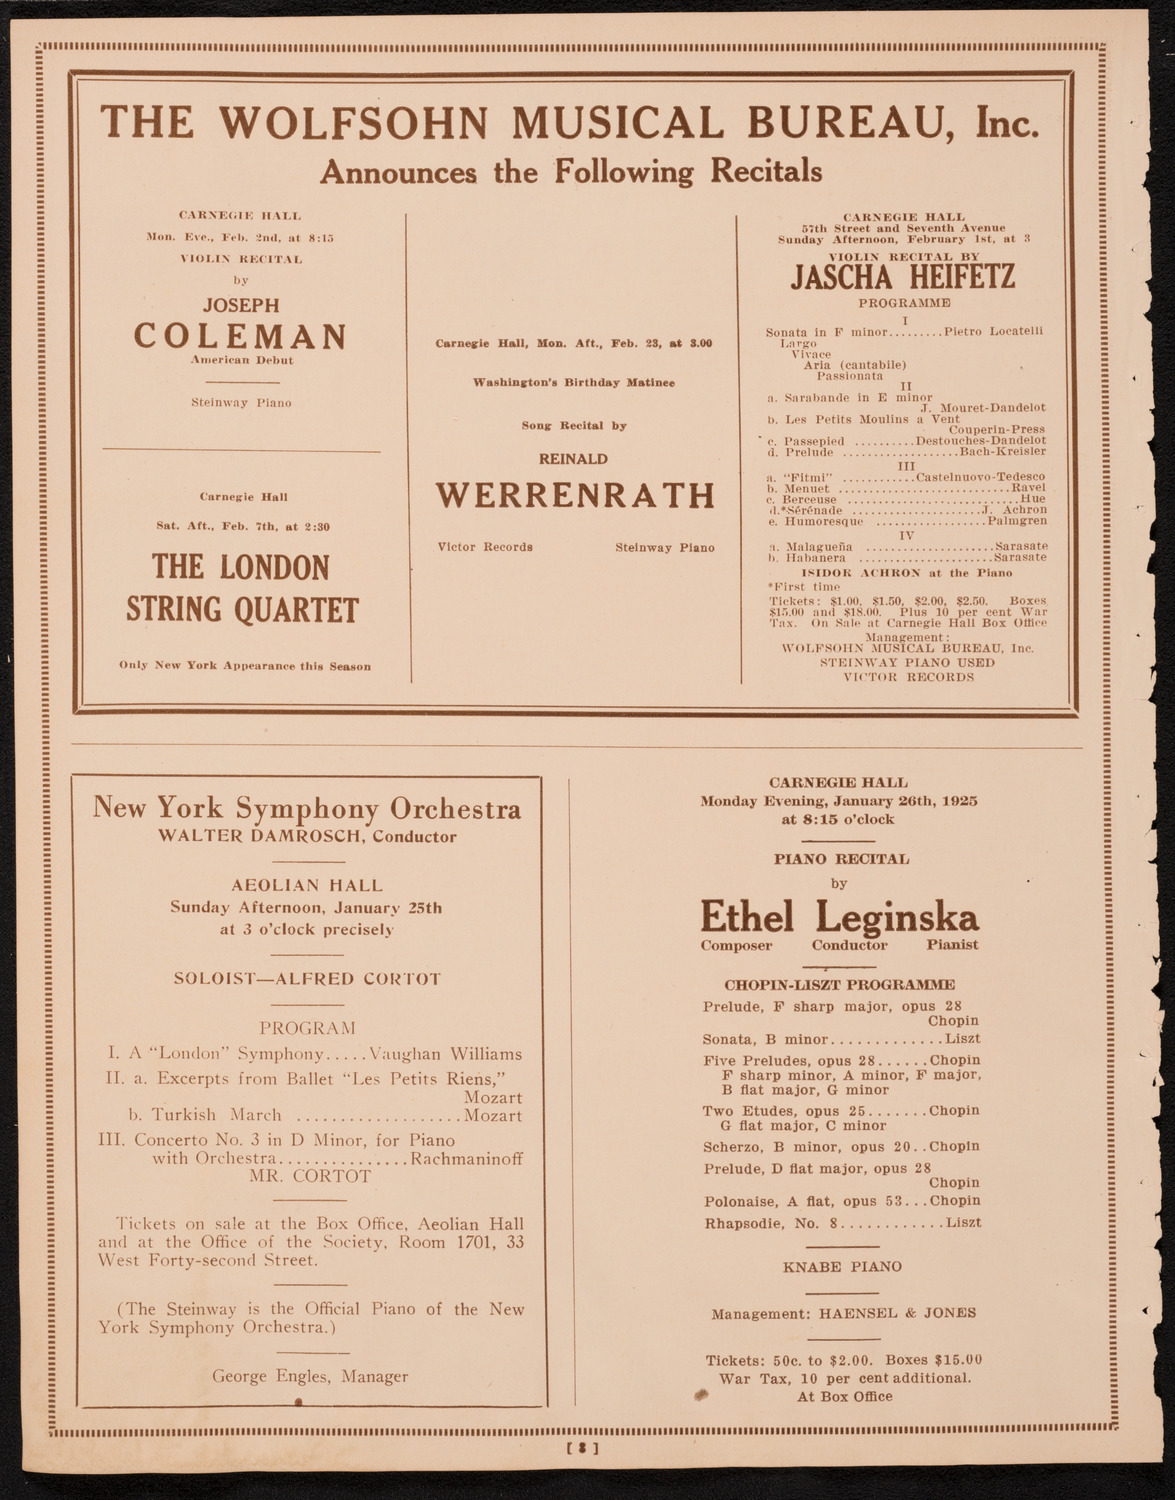 THE WOLFSOHN MUSICAL BUREAU, Inc.
Announces the Following Recitals
CARNEGIE HALL
Mon. Eve., Feb. 2nd, at 8:15
VIOLIN RECITAL
by
JOSEPH
COLEMAN
American Debut
Steinway Piano
Carnegie Hall
Sat. Aft., Feb. 7th, at 2:30
THE LONDON
STRING QUARTET
Only New York Appearance this Season
Carnegie Hall, Mon. Aft., Feb. 23, at 3.00
Washington's Birthday Matinee
Song Recital by
REINALD
WERRENRATH
Victor Records Steinway Piano
CARNEGIE HALL
57th Street and Seventh Avenue
Sunday Afternoon, February 1st, at 3
VIOLIN RECITAL BY
JASCHA HEIFETZ
PROGRAMME
I
Sonata in F minor.........Pietro Locatelli
Largo
Vivace
Aria (cantabile)
Passionata
II
a. Sarabande in E minor
J. Mouret-Dandelot
b. Les Petits Moulins a Vent
Couperin-Press
c. Passepied ..........Destouches-Dandelot
d. Prelude ...................Bach-Kreisler
III
a. "Fitmi" ............Castelnuovo-Tedesco
b. Menuet ............................Ravel
c. Berceuse ............................Hue
d.*Sérénade .....................J. Achron
e. Humoresque ..................Palmgren
IV
a. Malagueña .....................Sarasate
b. Habanera ......................Sarasate
ISIDOR ACHRON at the Piano
*First time
Tickets: $1.00, $1.50, $2.00, $2.50. Boxes
$15.00 and $18.00. Plus 10 per cent War
Tax. On Sale at Carnegie Hall Box Office
Management:
WOLFSOHN MUSICAL BUREAU, Inc.
STEINWAY PIANO USED
VICTOR RECORDS
New York Symphony Orchestra
WALTER DAMROSCH, Conductor
AEOLIAN HALL
Sunday Afternoon, January 25th
at 3 o'clock precisely
SOLOIST—ALFRED CORTOT
PROGRAM
I. A "London" Symphony.....Vaughan Williams
II. a. Excerpts from Ballet "Les Petits Riens,"
Mozart
b. Turkish March ..................Mozart
III. Concerto No. 3 in D Minor, for Piano
with Orchestra..............Rachmaninoff
MR. CORTOT
Tickets on sale at the Box Office, Aeolian Hall
and at the Office of the Society, Room 1701, 33
West Forty-second Street.
(The Steinway is the Official Piano of the New
York Symphony Orchestra.)
George Engles, Manager
CARNEGIE HALL
Monday Evening, January 26th, 1925
at 8:15 o'clock
PIANO RECITAL
by
Ethel Leginska
Composer Conductor Pianist
CHOPIN-LISZT PROGRAMME
Prelude, F sharp major, opus 28
Chopin
Sonata, B minor.............Liszt
Five Preludes, opus 28......Chopin
F sharp minor, A minor, F major,
B flat major, G minor
Two Etudes, opus 25.......Chopin
G flat major, C minor
Scherzo, B minor, opus 20..Chopin
Prelude, D flat major, opus 28
Chopin
Polonaise, A flat, opus 53...Chopin
Rhapsodie, No. 8............Liszt
KNABE PIANO
Management: HAENSEL & JONES
Tickets: 50c. to $2.00. Boxes $15.00
War Tax, 10 per cent additional.
At Box Office
[ 8 ]